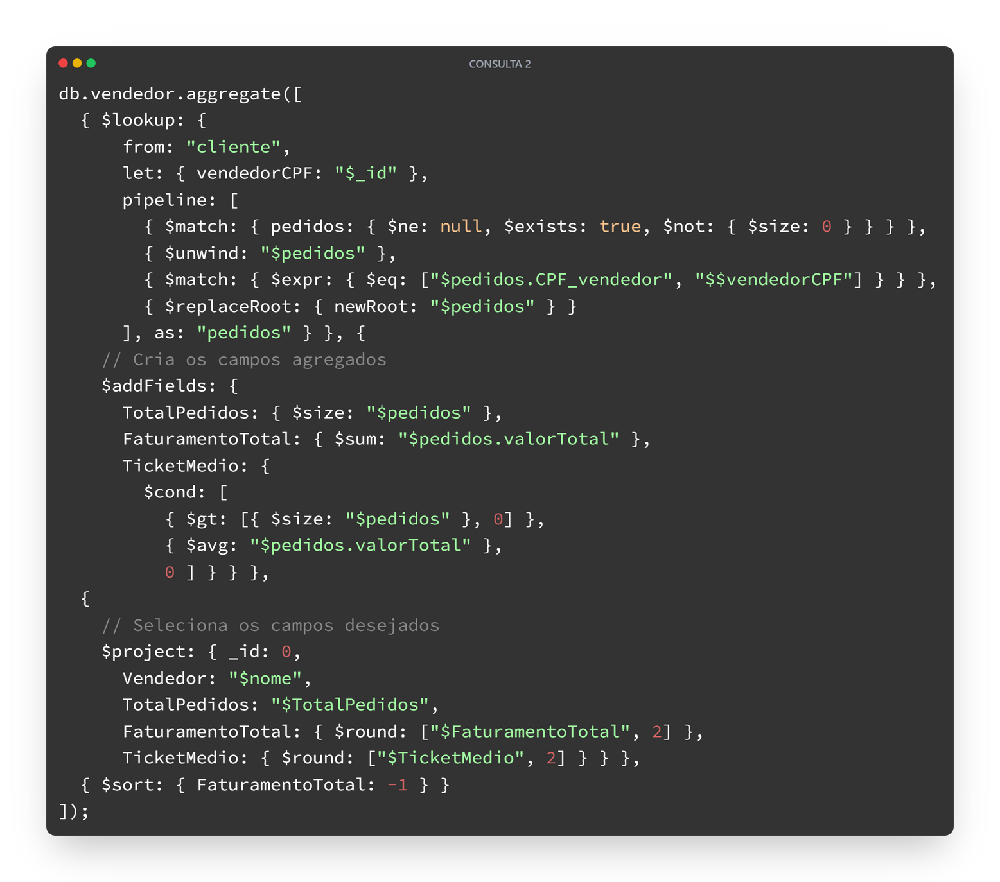 CONSULTA 2
db.vendedor.aggregate([
  { $lookup: {
      from: "cliente",
      let: { vendedorCPF: "$_id" },
      pipeline: [
        { $match: { pedidos: { $ne: null, $exists: true, $not: { $size: 0 } } } },
        { $unwind: "$pedidos" },
        { $match: { $expr: { $eq: ["$pedidos.CPF_vendedor", "$$vendedorCPF"] } } },
        { $replaceRoot: { newRoot: "$pedidos" } }
      ], as: "pedidos" } }, {
    // Cria os campos agregados
    $addFields: {
      TotalPedidos: { $size: "$pedidos" },
      FaturamentoTotal: { $sum: "$pedidos.valorTotal" },
      TicketMedio: {
        $cond: [
          { $gt: [{ $size: "$pedidos" }, 0] },
          { $avg: "$pedidos.valorTotal" },
          0 ] } } },
  {
    // Seleciona os campos desejados
    $project: { _id: 0,
      Vendedor: "$nome",
      TotalPedidos: "$TotalPedidos",
      FaturamentoTotal: { $round: ["$FaturamentoTotal", 2] },
      TicketMedio: { $round: ["$TicketMedio", 2] } } },
  { $sort: { FaturamentoTotal: -1 } }
]);